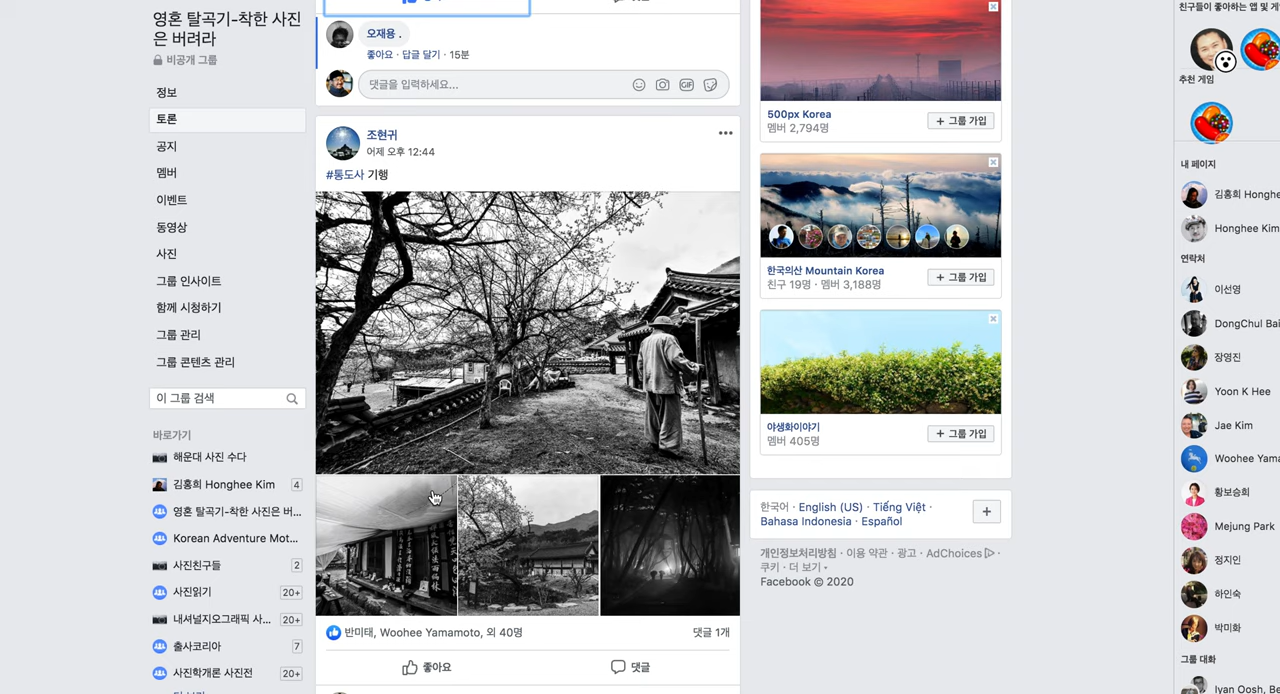 영혼 탈곡기-착한 사진
은 버려라
비공개 그룹
정보
토론
공지
멤버
이벤트
동영상
사진
그룹 인사이트
함께 시청하기
그룹 관리
그룹 콘텐츠 관리
이 그룹 검색
바로가기
해운대 사진 수다
김홍희 Honghee Kim 4
영혼 탈곡기-착한 사진은 버...
Korean Adventure Mot...
사진친구들 2
사진읽기 20+
내셔널지오그래픽 사... 20+
출사코리아 7
사진학개론 사진전 20+
오재용 .
좋아요 · 답글 달기 · 15분
댓글을 입력하세요...
GIF
조현귀
어제 오후 12:44
#통도사 기행
반미태, Woohee Yamamoto, 외 40명
댓글 1개
좋아요
댓글
500px Korea
멤버 2,794명
+ 그룹 가입
한국의산 Mountain Korea
친구 19명 · 멤버 3,188명
+ 그룹 가입
야생화이야기
멤버 405명
+ 그룹 가입
한국어 · English (US) · Tiếng Việt ·
Bahasa Indonesia · Español
+
개인정보처리방침 · 이용 약관 · 광고 · AdChoices ·
쿠키 · 더 보기
Facebook © 2020
친구들이 좋아하는 앱 및 게
추천 게임
내 페이지
김홍희 Honghe
Honghee Kim
연락처
이선영
DongChul Bai
장영진
Yoon K Hee
Jae Kim
Woohee Yama
황보승희
Mejung Park
정지인
하인숙
박미화
그룹 대화
Iyan Oosh, Be